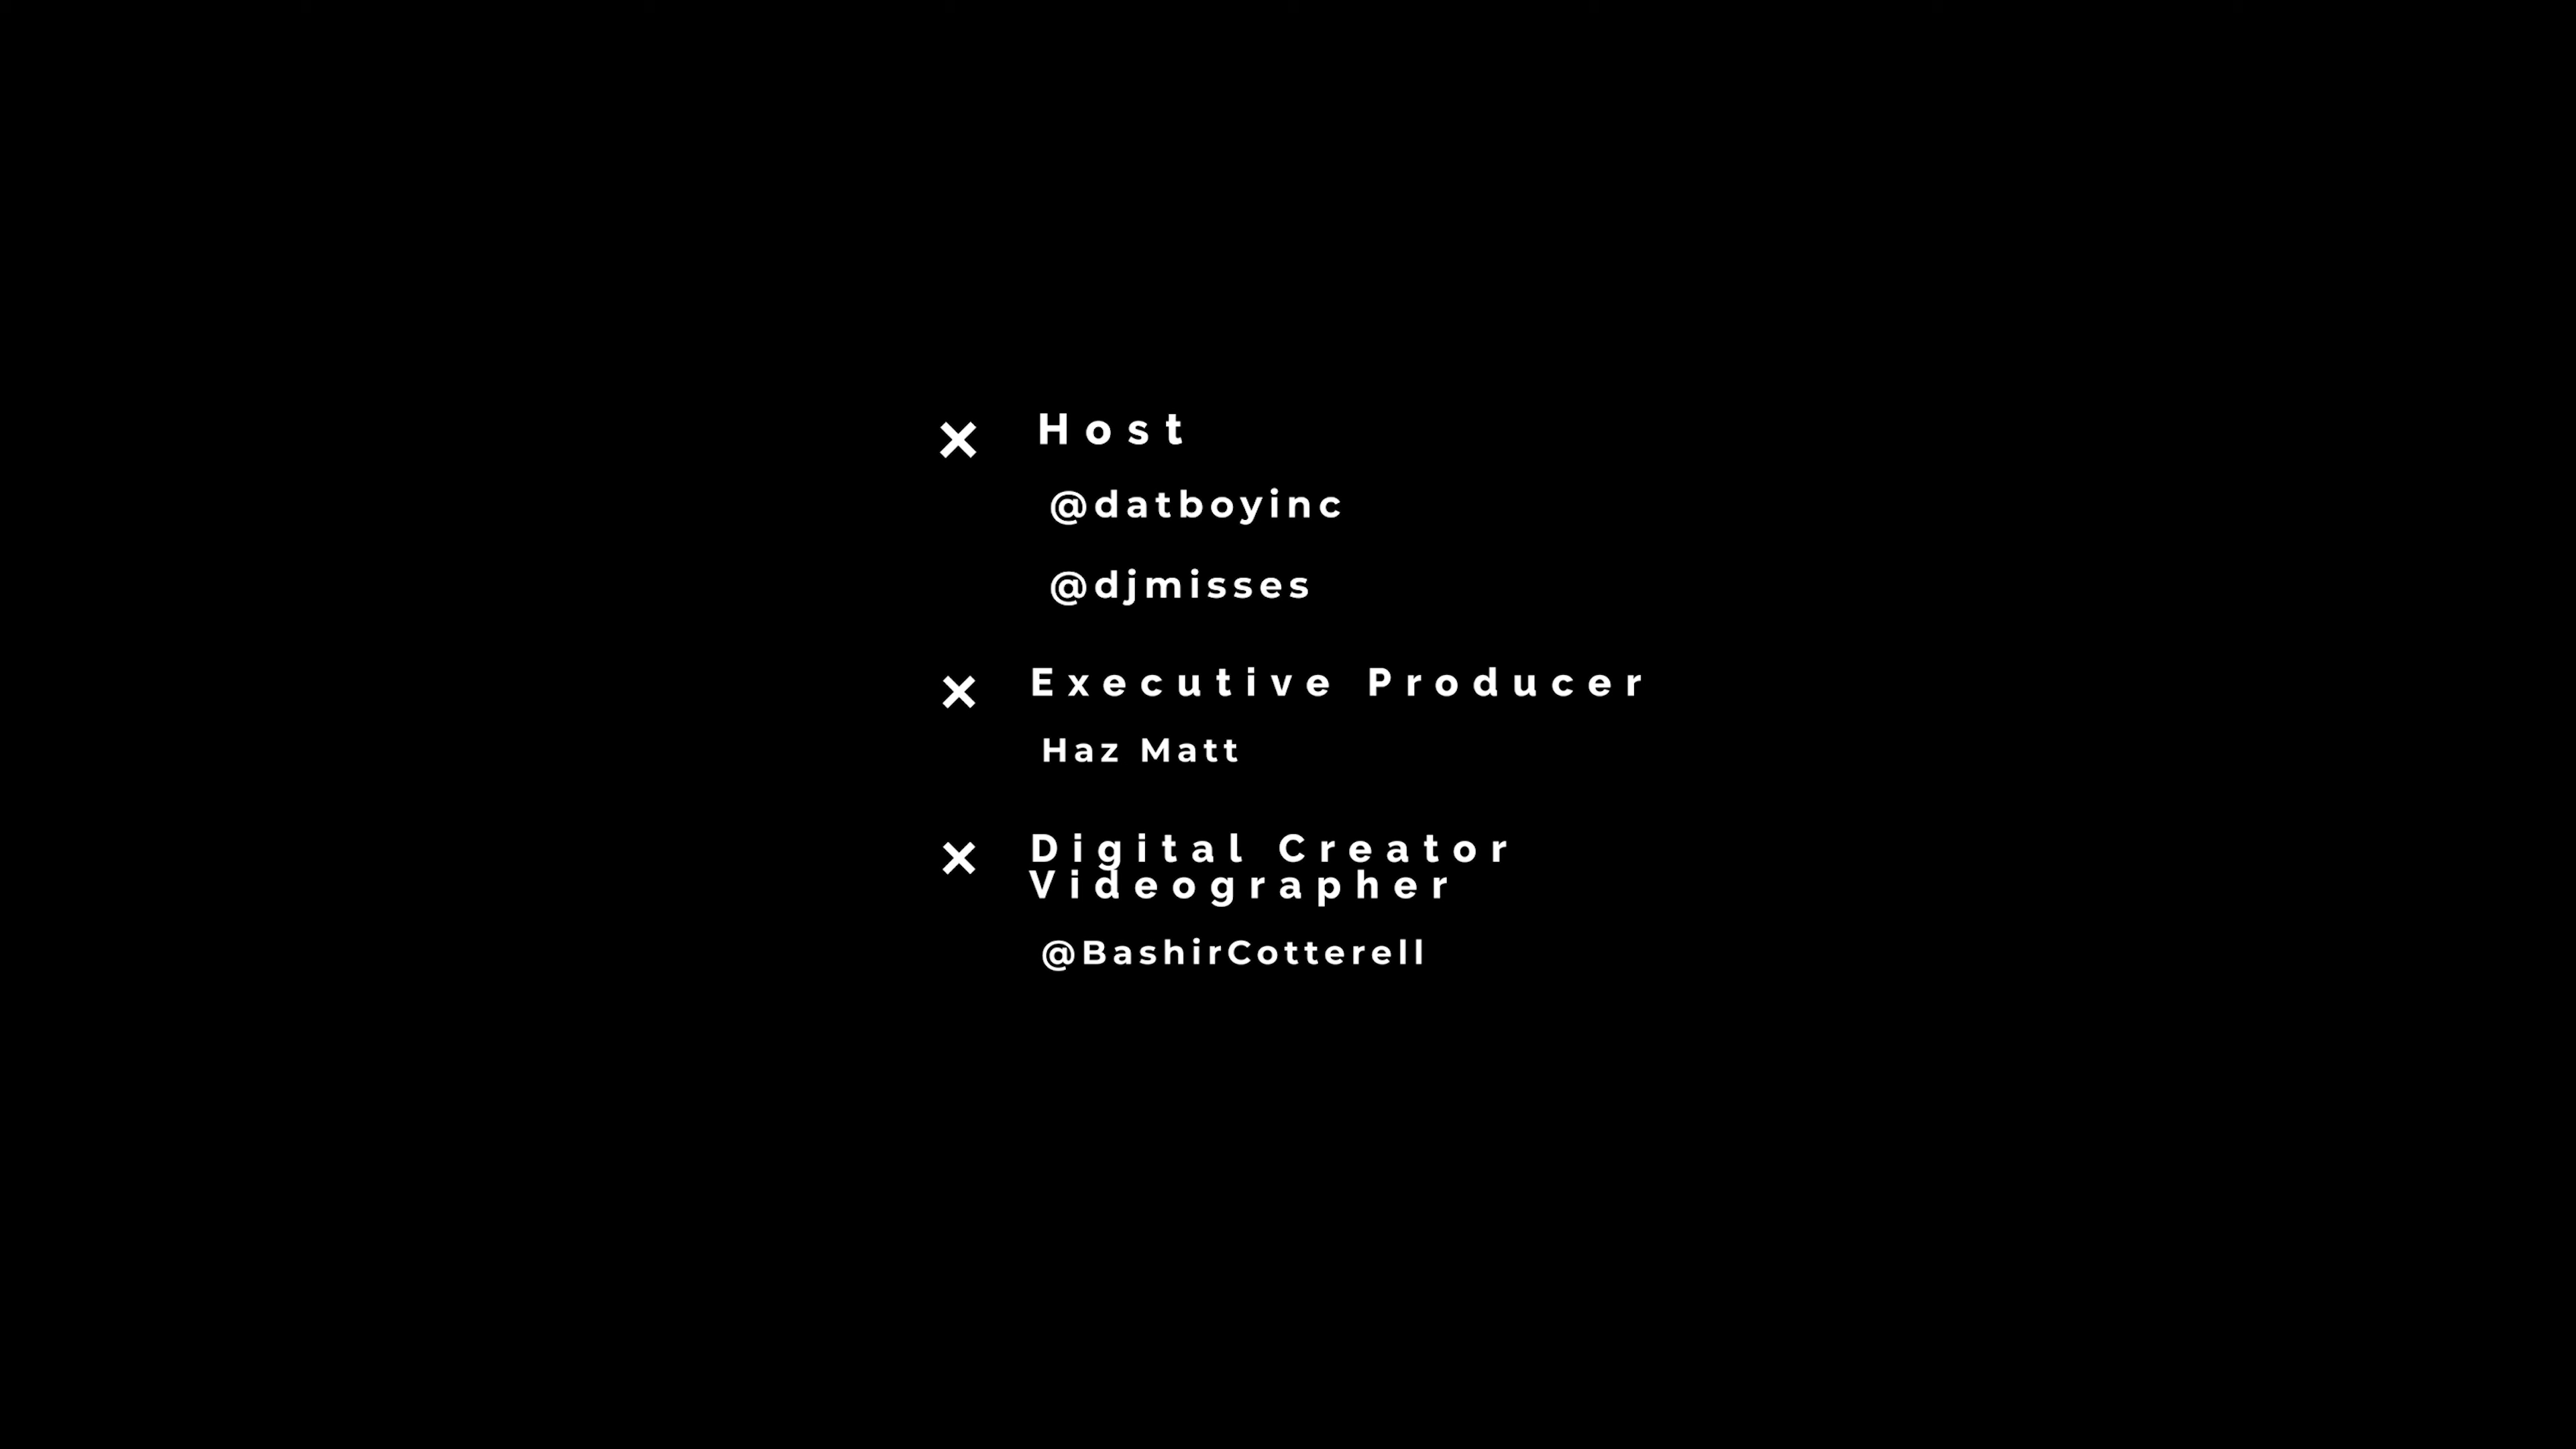 × Host
@datboyinc
@djmisses
× Executive Producer
Haz Matt
× Digital Creator
Videographer
@BashirCotterell